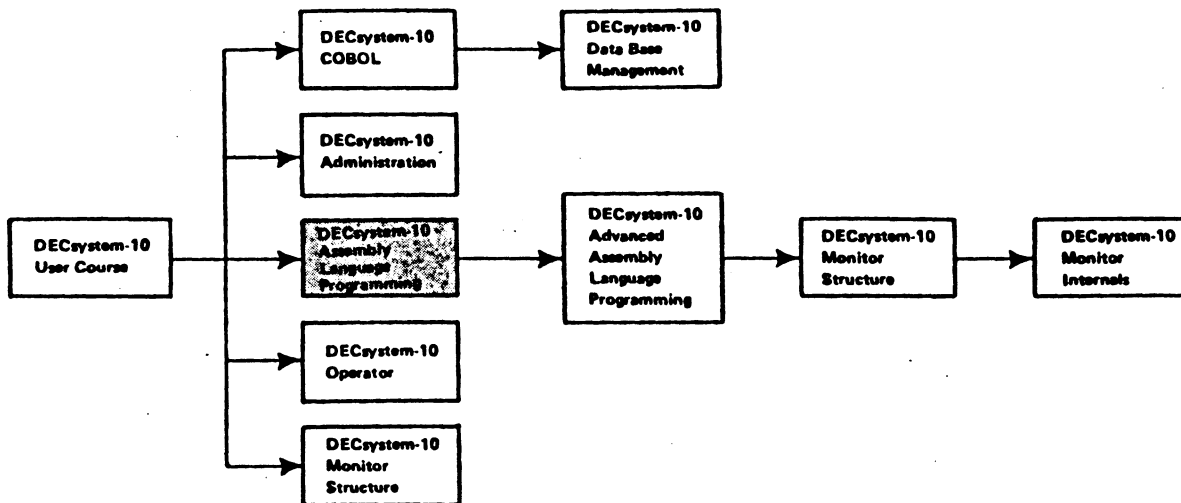 DECsystem-10
COBOL
DECsystem-10
Data Base
Management
DECsystem-10
Administration
DECsystem-10
User Course
DECsystem-10
Assembly
Language
Programming
DECsystem-10
Advanced
Assembly
Language
Programming
DECsystem-10
Monitor
Structure
DECsystem-10
Monitor
Internals
DECsystem-10
Operator
DECsystem-10
Monitor
Structure